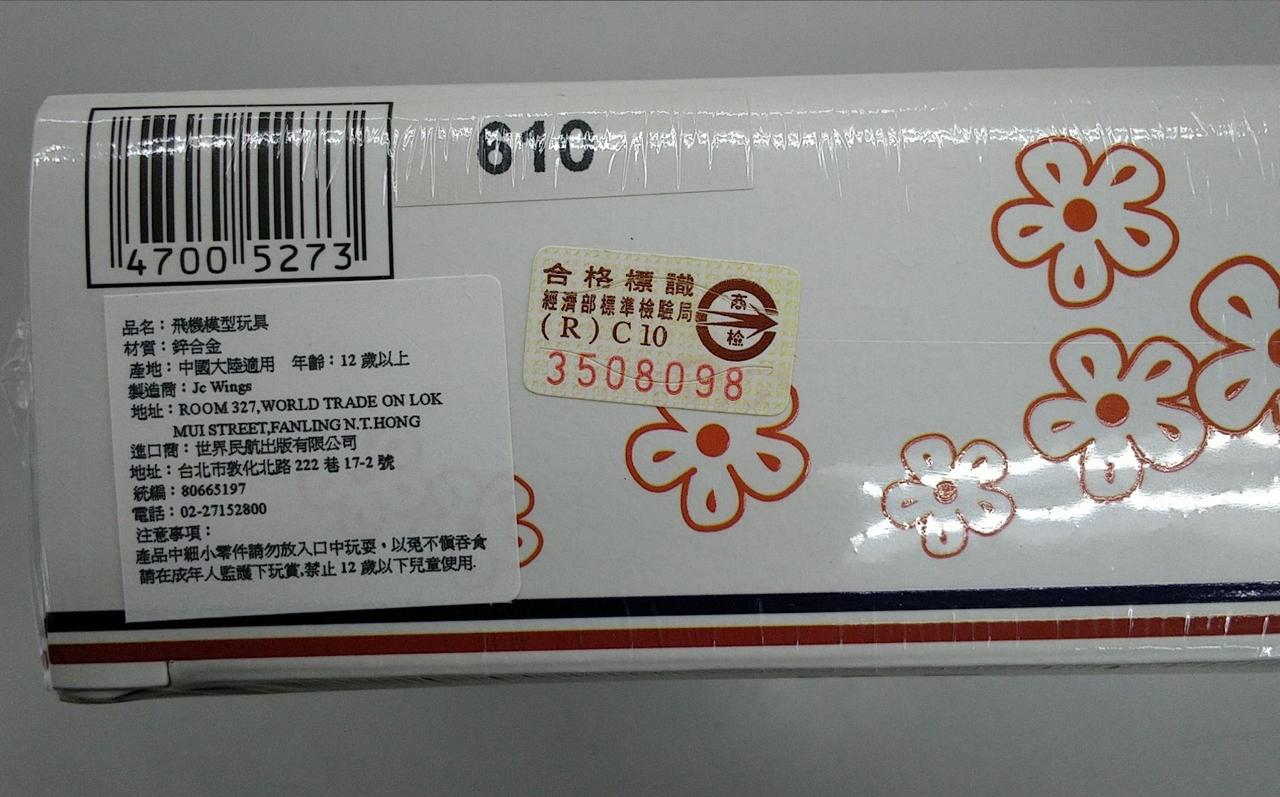 4700 5273
610
合格標識
經濟部標準檢驗局
(R) C 10
商
檢
3508098
品名：飛機模型玩具
材質：鋅合金
產地：中國大陸適用 年齡：12 歲以上
製造商：Jc Wings
地址：ROOM 327,WORLD TRADE ON LOK
MUI STREET,FANLING N.T.HONG
進口商：世界民航出版有限公司
地址：台北市敦化北路 222 巷 17-2 號
統編：80665197
電話：02-27152800
注意事項：
產品中細小零件請勿放入口中玩耍，以免不慎吞食
請在成年人監護下玩賞,禁止 12 歲以下兒童使用.